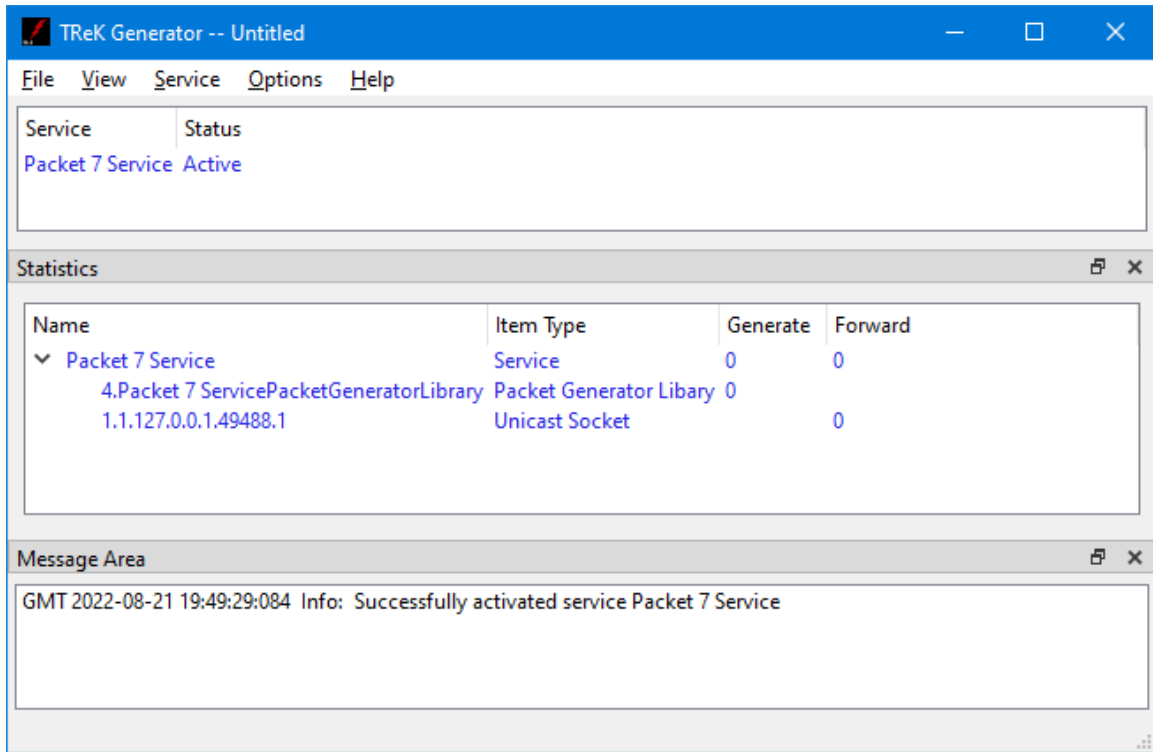 TReK Generator -- Untitled
File View Service Options Help
Service Status
Packet 7 Service Active
Statistics
Name Item Type Generate Forward
Packet 7 Service Service 0 0
4.Packet 7 ServicePacketGeneratorLibrary Packet Generator Libary 0
1.1.127.0.0.1.49488.1 Unicast Socket 0
Message Area
GMT 2022-08-21 19:49:29:084 Info: Successfully activated service Packet 7 Service